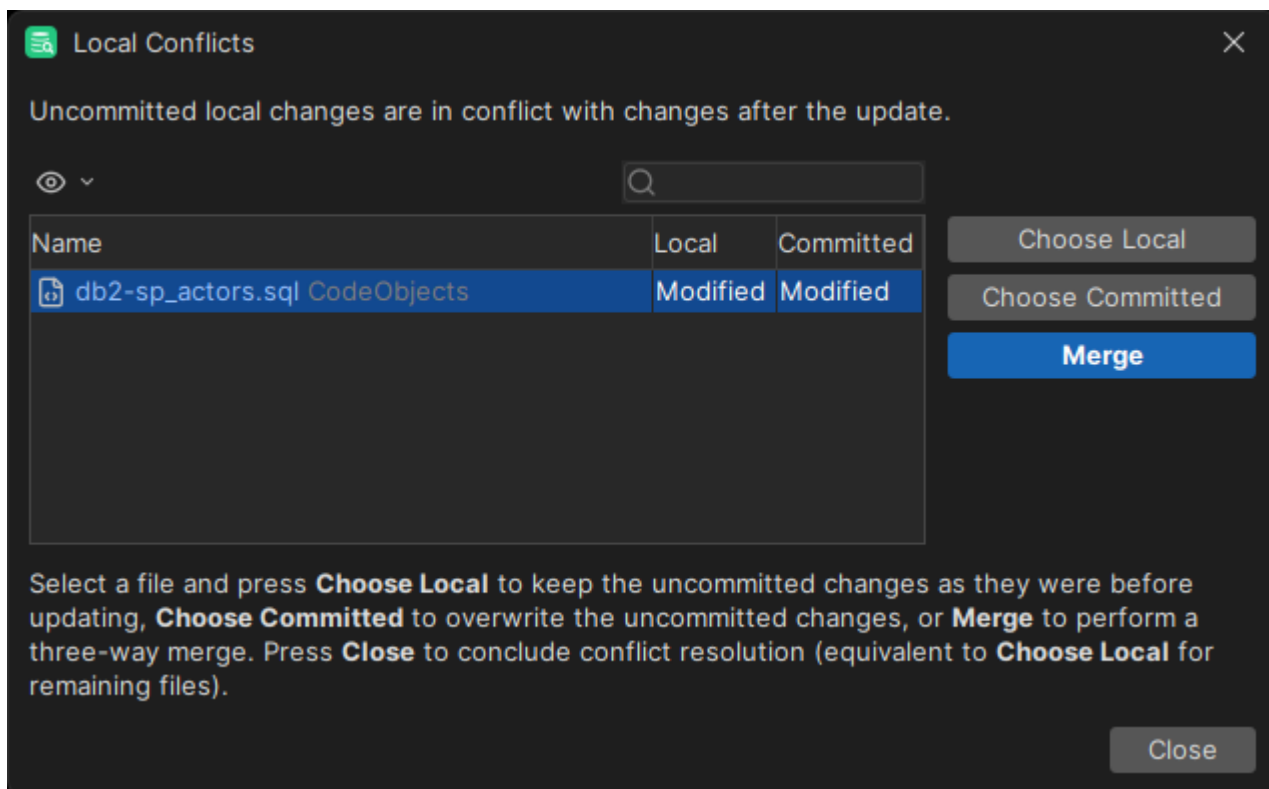 Local Conflicts
Uncommitted local changes are in conflict with changes after the update.
Name Local Committed
db2-sp_actors.sql CodeObjects Modified Modified
Choose Local
Choose Committed
Merge
Select a file and press Choose Local to keep the uncommitted changes as they were before
updating, Choose Committed to overwrite the uncommitted changes, or Merge to perform a
three-way merge. Press Close to conclude conflict resolution (equivalent to Choose Local for
remaining files).
Close